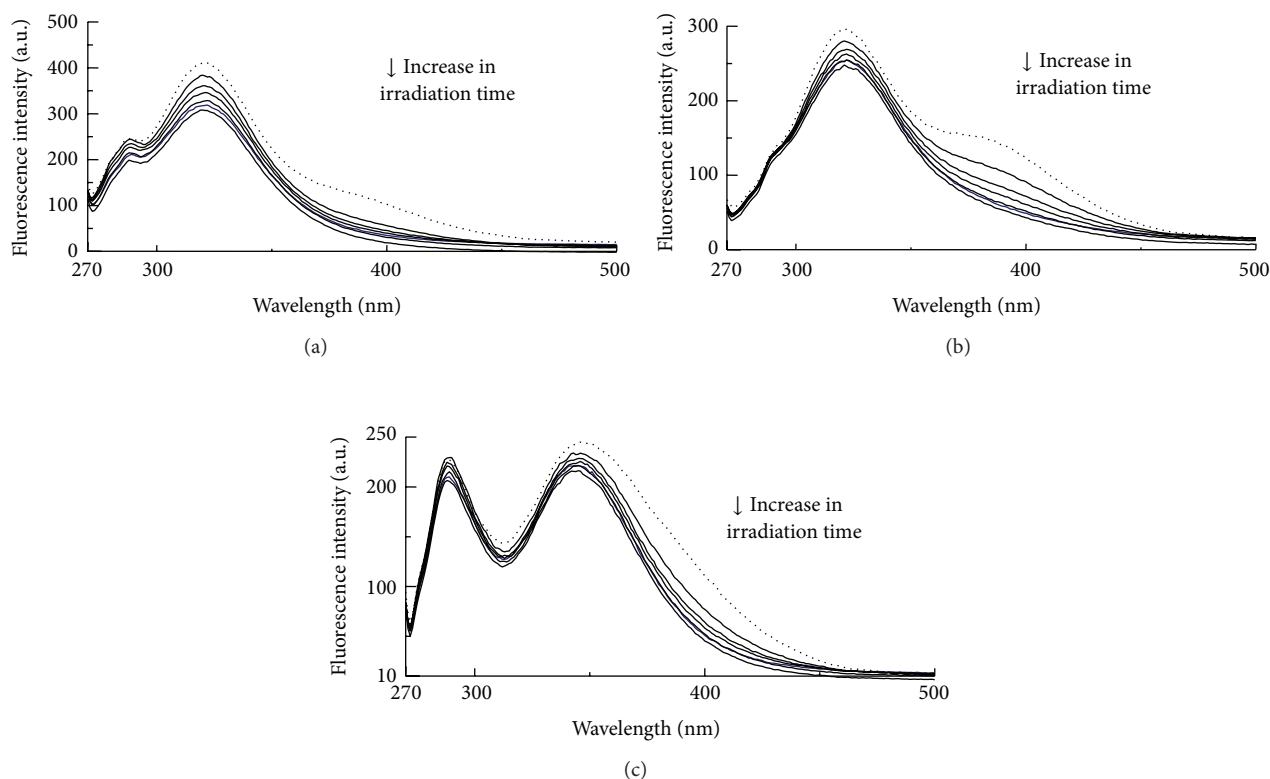 Fluorescence intensity (a.u.)
500
400
300
200
100
0
↓ Increase in
irradiation time
270
300
400
500
Wavelength (nm)
(a)
Fluorescence intensity (a.u.)
300
200
100
0
↓ Increase in
irradiation time
270
300
400
500
Wavelength (nm)
(b)
Fluorescence intensity (a.u.)
250
200
100
10
↓ Increase in
irradiation time
270
300
400
500
Wavelength (nm)
(c)